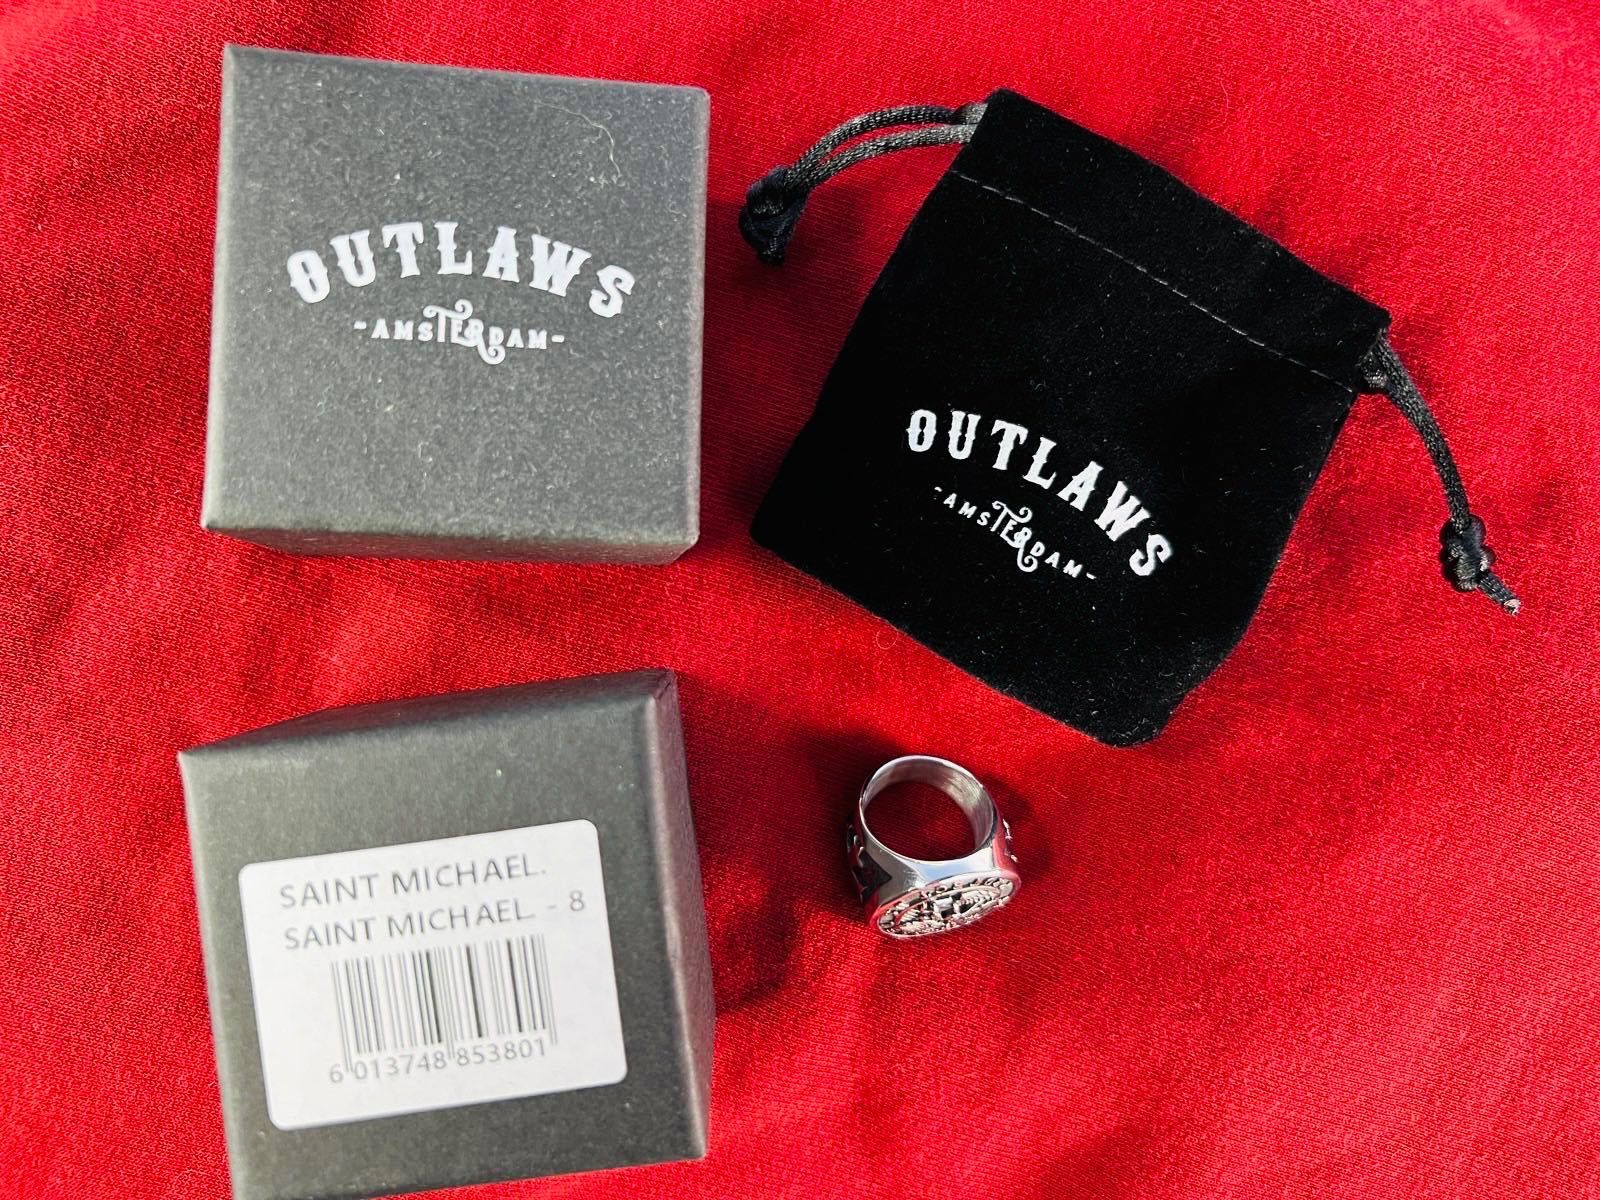 OUTLAWS
-AMSTERDAM-
OUTLAWS
-AMSTERDAM-
SAINT MICHAEL.
SAINT MICHAEL. - 8
6 013748 853801